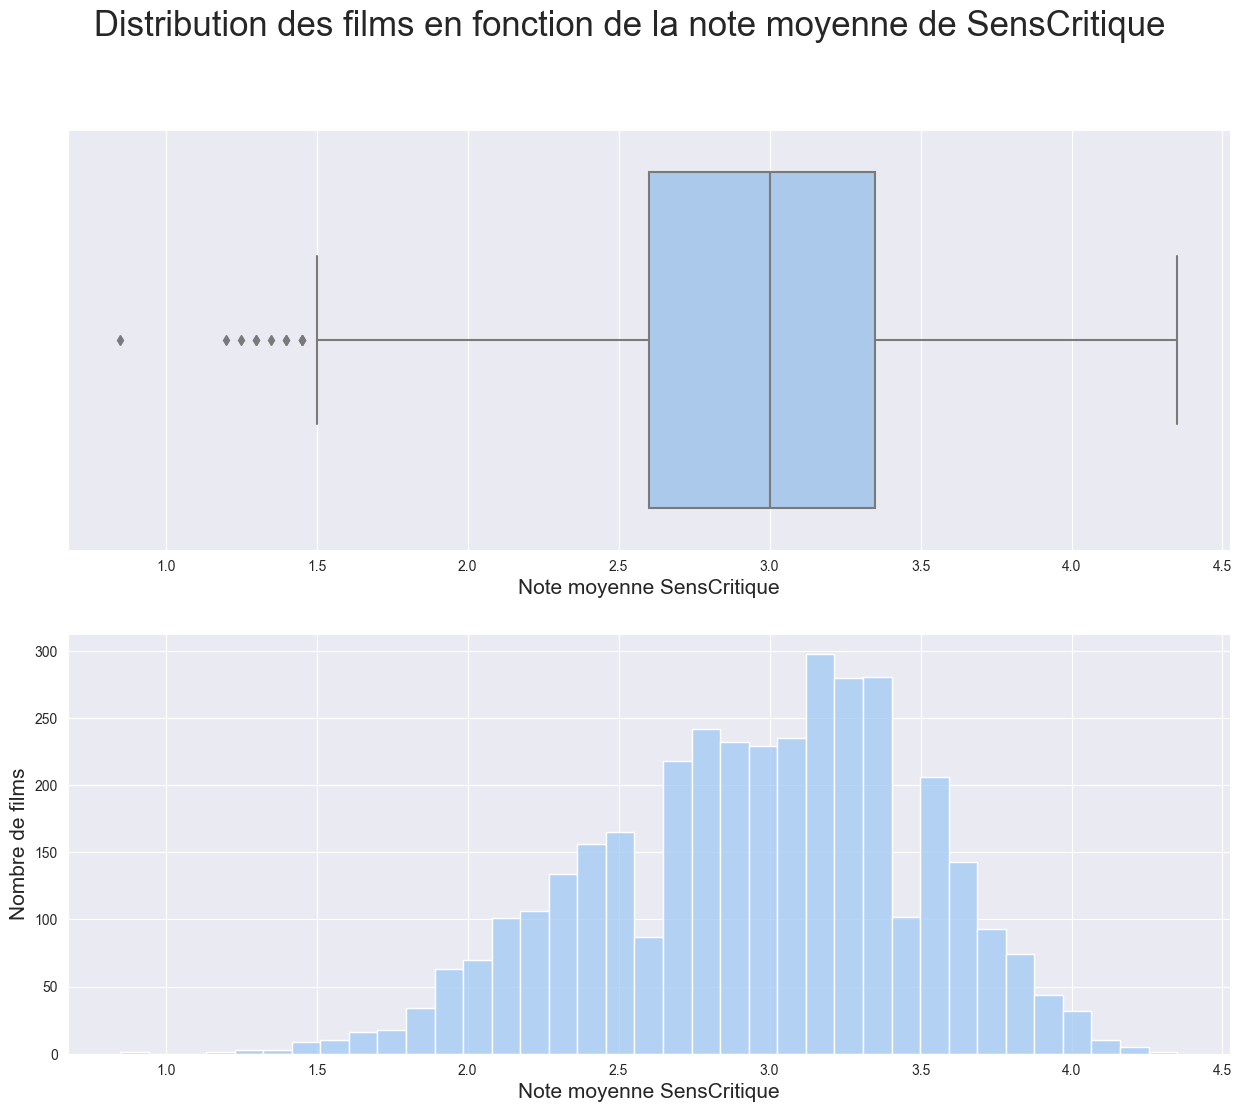 Distribution des films en fonction de la note moyenne de SensCritique
1.0 1.5 2.0 2.5 3.0 3.5 4.0 4.5
Note moyenne SensCritique
300
250
200
150
100
50
0
Nombre de films
1.0 1.5 2.0 2.5 3.0 3.5 4.0 4.5
Note moyenne SensCritique